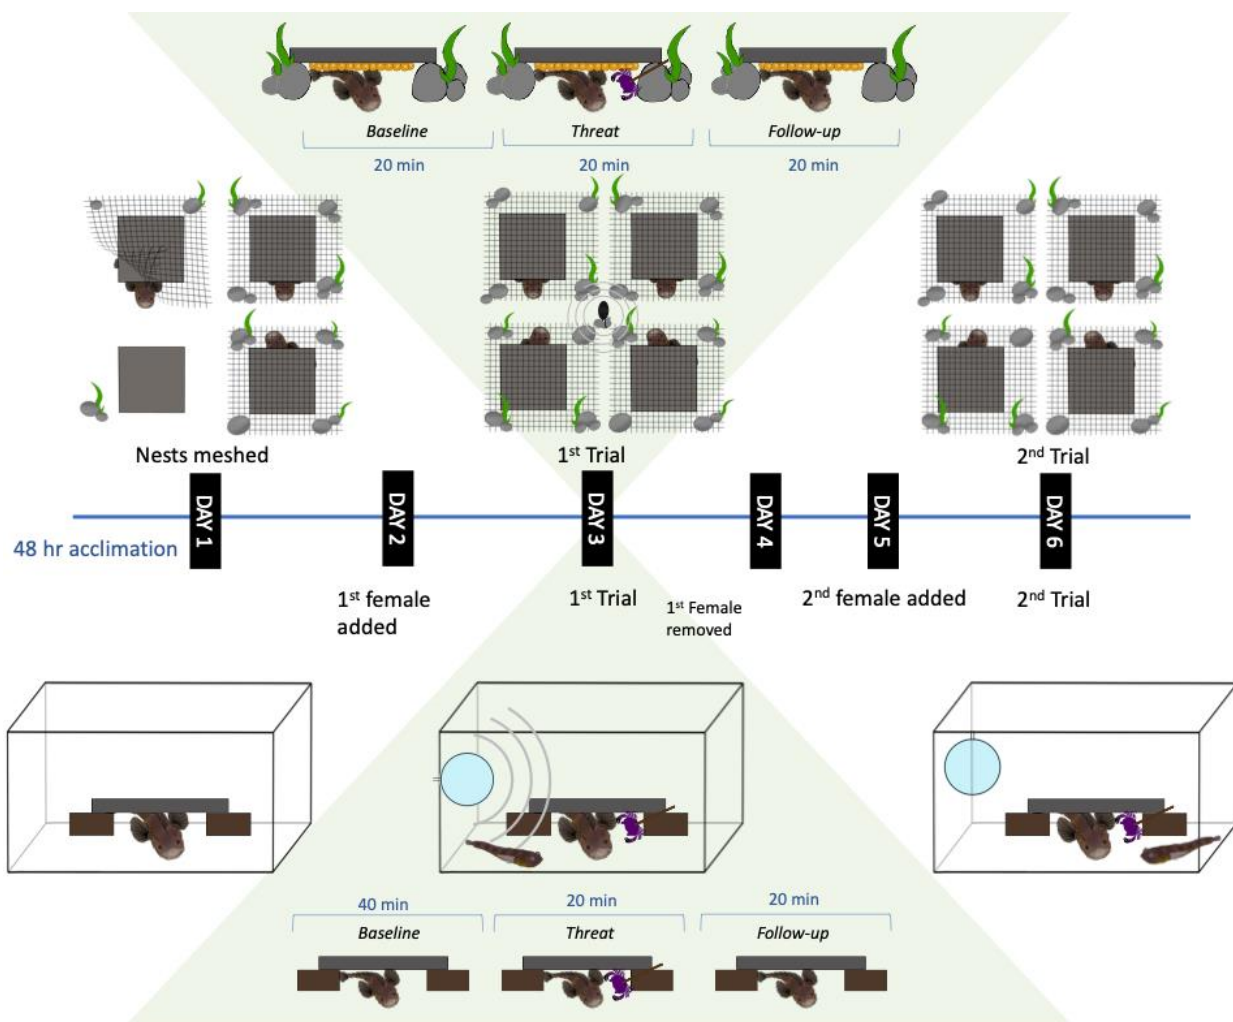 Baseline
Threat
Follow-up
20 min
20 min
20 min
Nests meshed
1st Trial
2nd Trial
48 hr acclimation
DAY 1
DAY 2
DAY 3
DAY 4
DAY 5
DAY 6
1st female
added
1st Trial
1st Female
removed
2nd female added
2nd Trial
40 min
20 min
20 min
Baseline
Threat
Follow-up